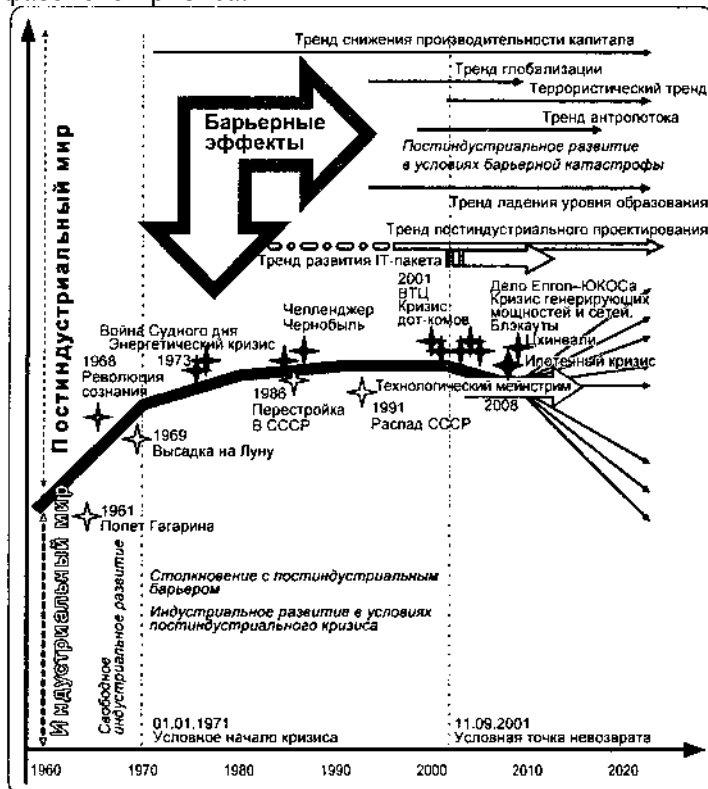 Тренд снижения производительности капитала
Тренд глобализации
Террористический тренд
Тренд антропотока
Барьерные
эффекты
Постиндустриальное развитие
в условиях барьерной катастрофы
Тренд падения уровня образования
Тренд постиндустриального проектирования
Тренд развития IT-пакета
Постиндустриальный мир
Индустриальный мир
2001
ВТЦ
Кризис
дот-комов
Дело Enron-ЮКОСа
Кризис генерирующих
мощностей и сетей.
Блэкауты
Цхинвали
Ипотечный кризис
Челленджер
Чернобыль
Война Судного дня
Энергетический кризис
1973
1968
Революция
сознания
1986
Перестройка
В СССР
Технологический мейнстрим
2008
1991
Распад СССР
1969
Высадка на Луну
1961
Полет Гагарина
Свободное
индустриальное развитие
Столкновение с постиндустриальным
барьером
Индустриальное развитие в условиях
постиндустриального кризиса
01.01.1971
Условное начало кризиса
11.09.2001
Условная точка невозврата
1960 1970 1980 1990 2000 2010 2020